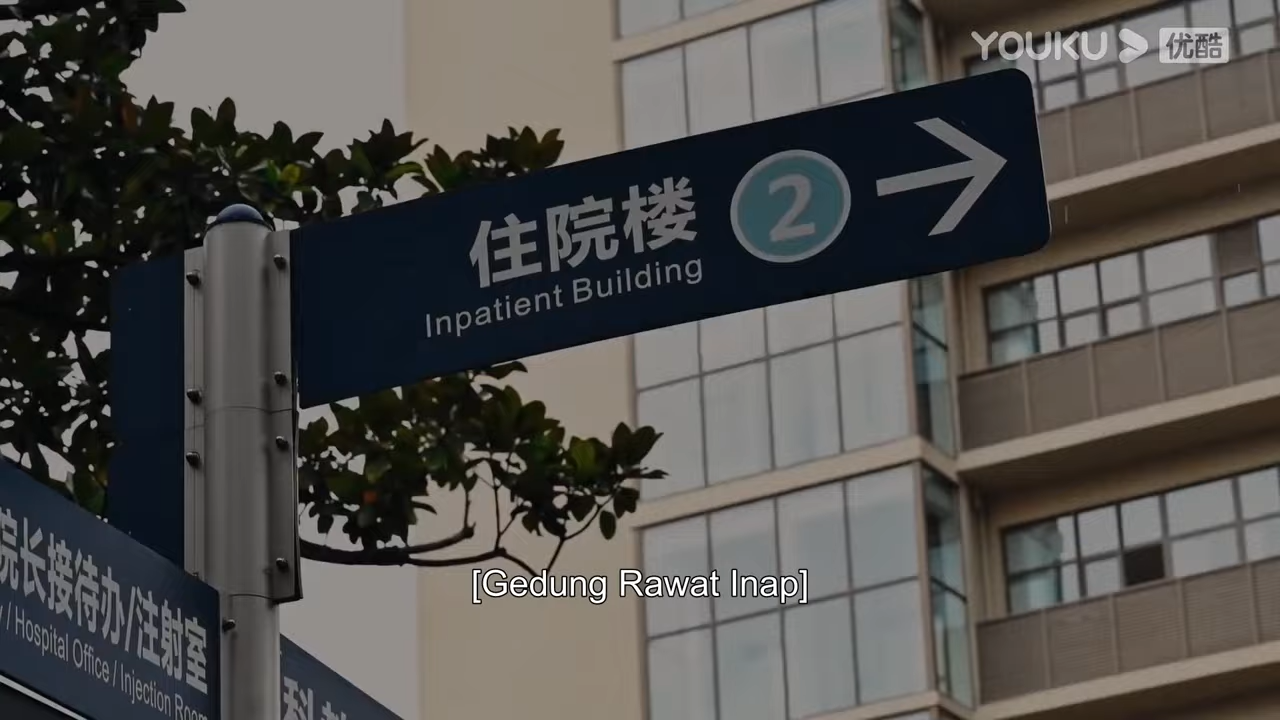 YOUKU 优酷
住院楼 2
Inpatient Building
院长接待办/注射室
/ Hospital Office / Injection Room
[Gedung Rawat Inap]